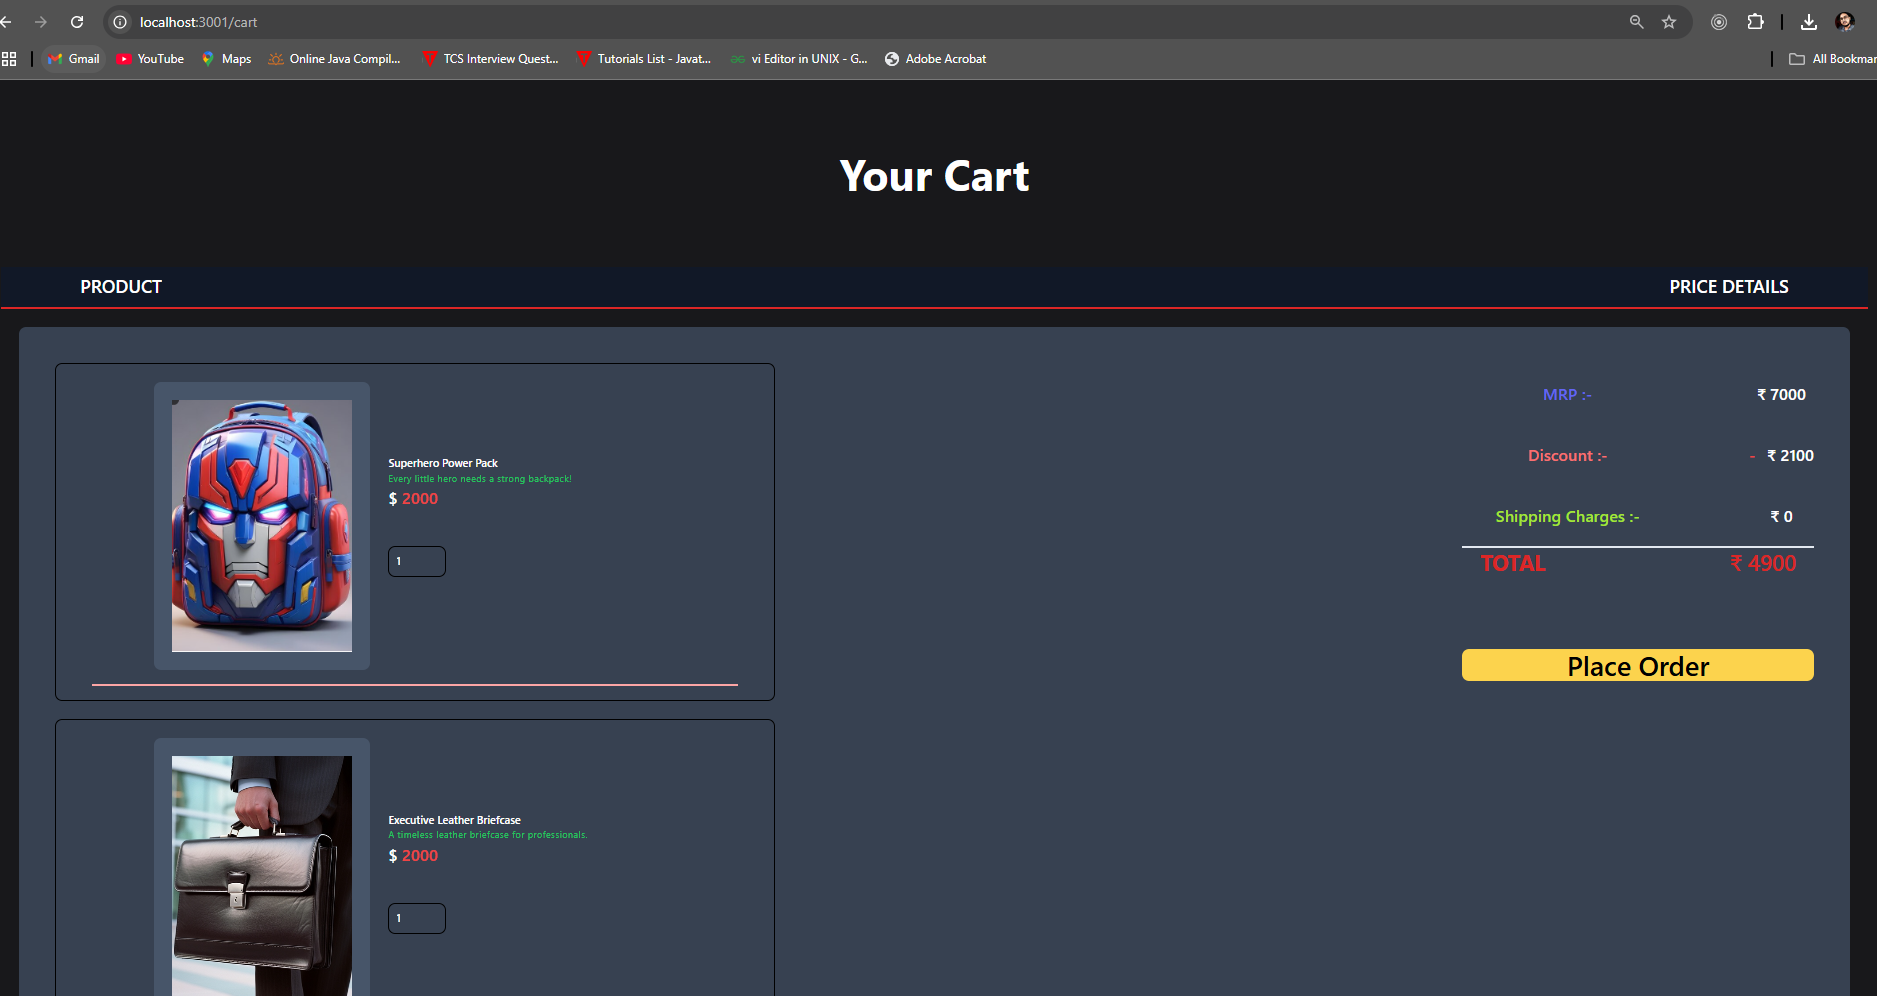 localhost:3001/cart
Gmail YouTube Maps Online Java Compil... TCS Interview Quest... Tutorials List - Javat... vi Editor in UNIX - G... Adobe Acrobat All Bookmar
Your Cart
PRODUCT PRICE DETAILS
Superhero Power Pack
Every little hero needs a strong backpack!
$ 2000
1
Executive Leather Briefcase
A timeless leather briefcase for professionals.
$ 2000
1
MRP :- ₹ 7000
Discount :- - ₹ 2100
Shipping Charges :- ₹ 0
TOTAL ₹ 4900
Place Order